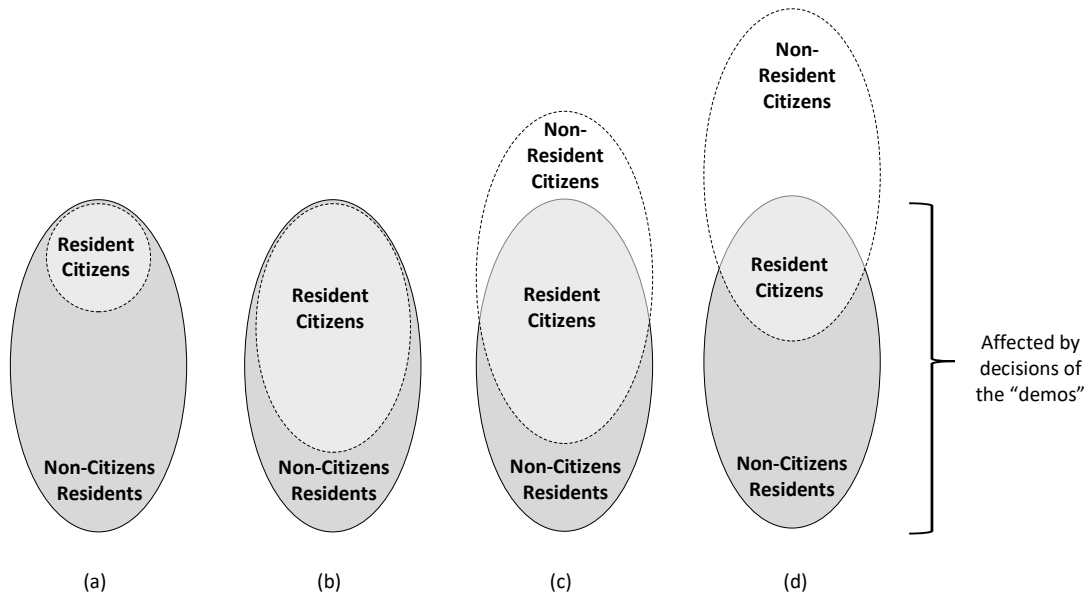 Resident
Citizens
Non-Citizens
Residents
(a)
Resident
Citizens
Non-Citizens
Residents
(b)
Non-
Resident
Citizens
Resident
Citizens
Non-Citizens
Residents
(c)
Non-
Resident
Citizens
Resident
Citizens
Non-Citizens
Residents
(d)
Affected by
decisions of
the “demos”